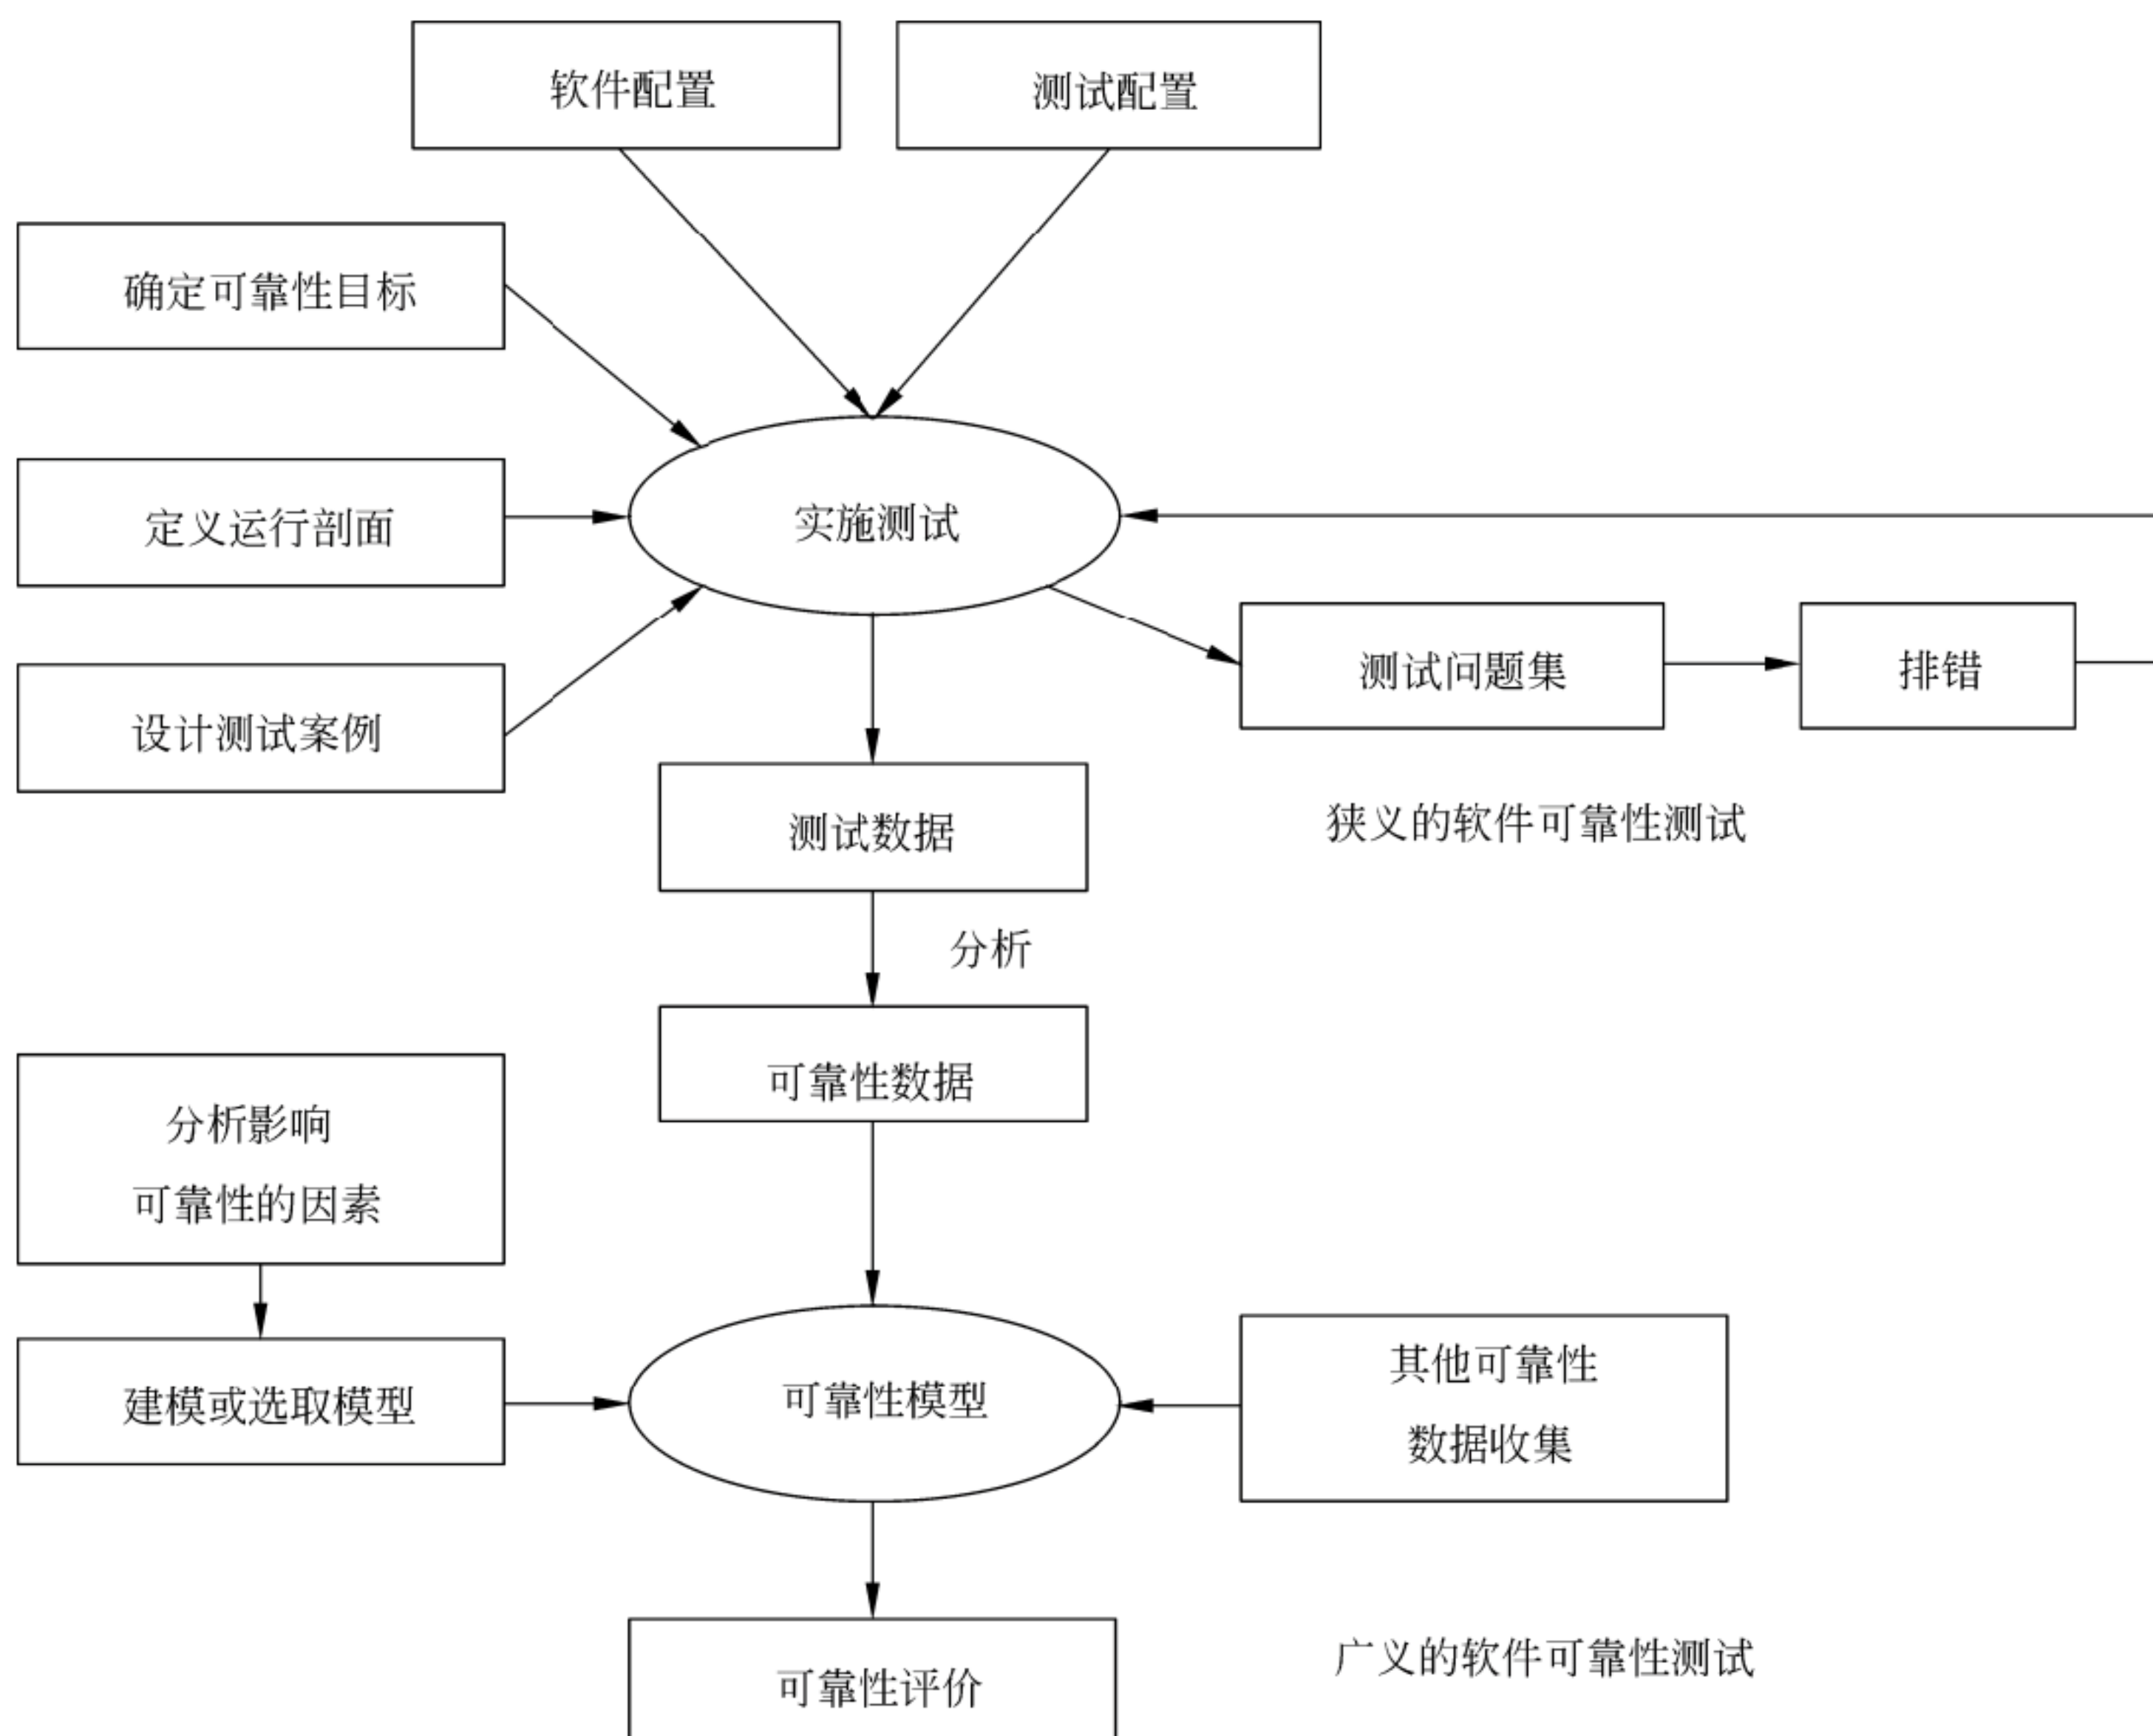 软件配置
测试配置
确定可靠性目标
定义运行剖面
实施测试
设计测试案例
测试问题集
排错
测试数据
狭义的软件可靠性测试
分析
可靠性数据
分析影响
可靠性的因素
建模或选取模型
可靠性模型
其他可靠性
数据收集
可靠性评价
广义的软件可靠性测试